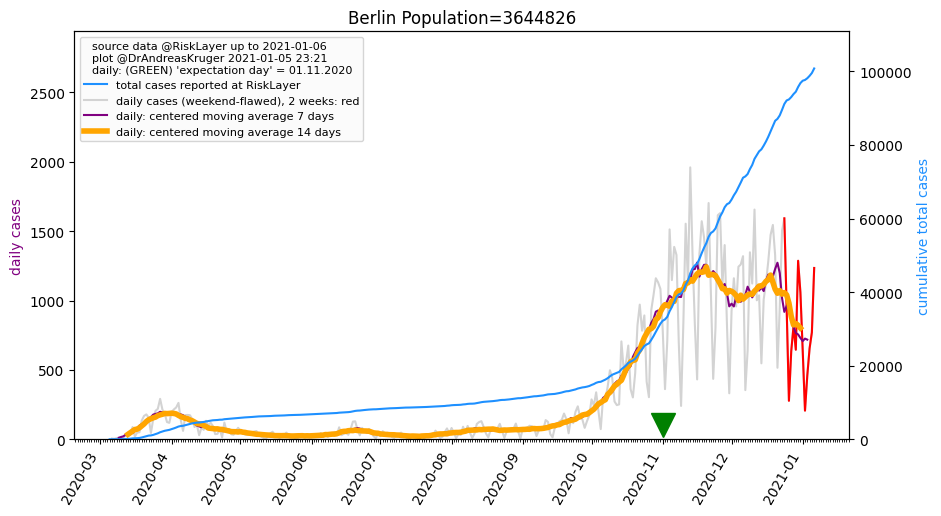 Berlin Population=3644826
source data @RiskLayer up to 2021-01-06
plot @DrAndreasKruger 2021-01-05 23:21
daily: (GREEN) 'expectation day' = 01.11.2020
total cases reported at RiskLayer
daily cases (weekend-flawed), 2 weeks: red
daily: centered moving average 7 days
daily: centered moving average 14 days
daily cases
2500
2000
1500
1000
500
0
100000
80000
60000
40000
20000
0
cumulative total cases
2020-03
2020-04
2020-05
2020-06
2020-07
2020-08
2020-09
2020-10
2020-11
2020-12
2021-01